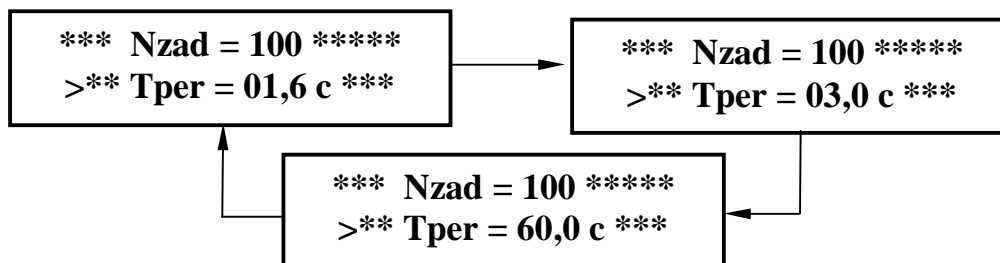 *** Nzad = 100 *****
>** Tper = 01,6 c ***
*** Nzad = 100 *****
>** Tper = 03,0 c ***
*** Nzad = 100 *****
>** Tper = 60,0 c ***